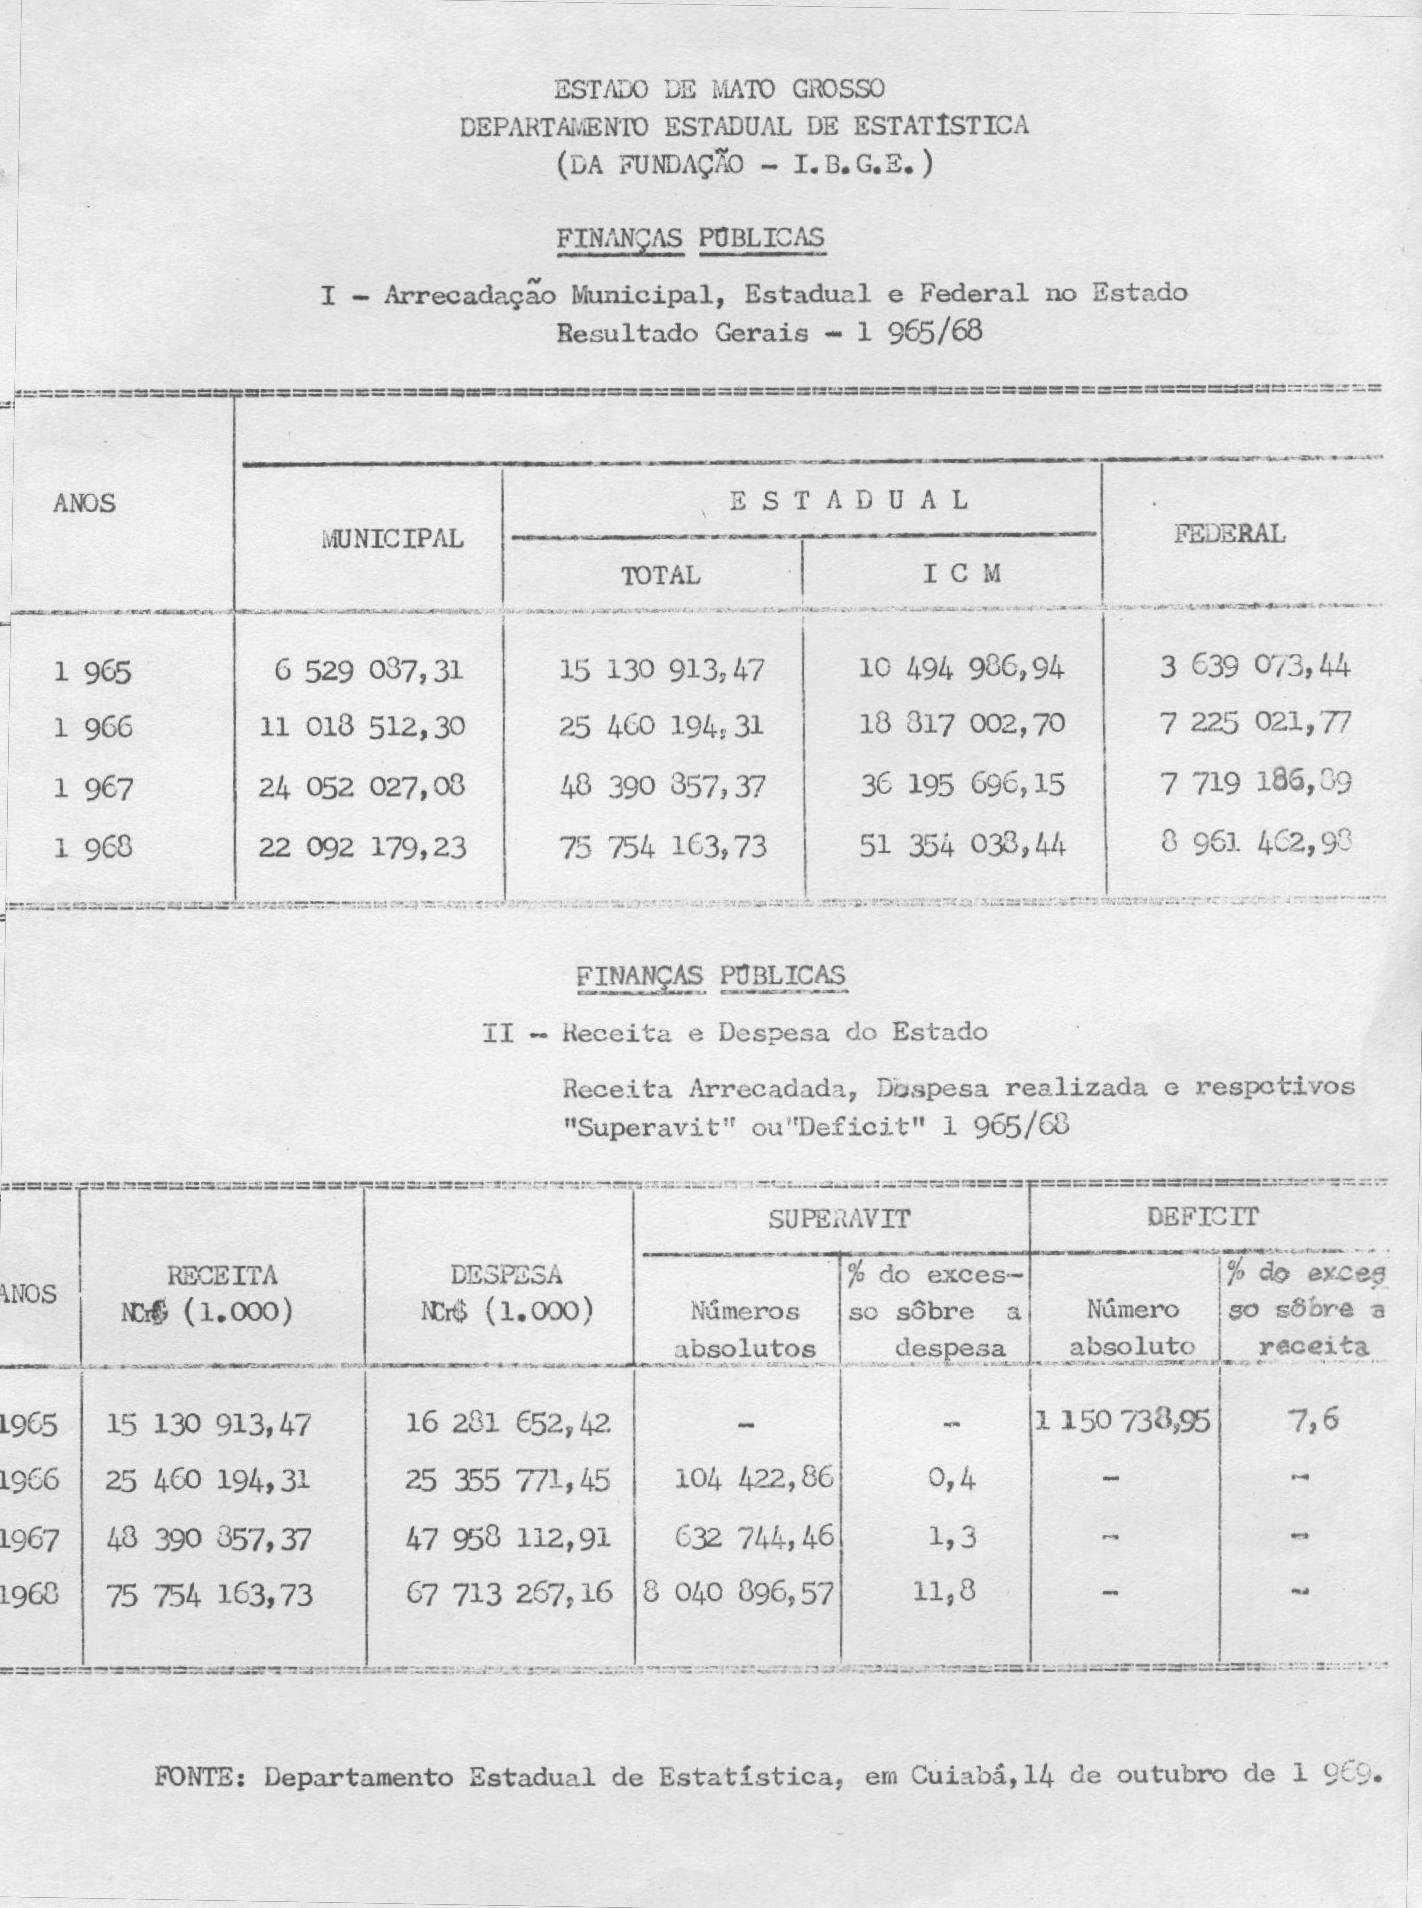 ESTADO DE MATO GROSSO
DEPARTAMENTO ESTADUAL DE ESTATÍSTICA
(DA FUNDAÇÃO - I.B.G.E.)
FINANÇAS PÚBLICAS
I - Arrecadação Municipal, Estadual e Federal no Estado
Resultado Gerais - 1 965/68
ANOS
MUNICIPAL
E S T A D U A L
TOTAL
I C M
FEDERAL
1 965 6 529 087,31 15 130 913,47 10 494 986,94 3 639 073,44
1 966 11 018 512,30 25 460 194,31 18 817 002,70 7 225 021,77
1 967 24 052 027,08 48 390 857,37 36 195 696,15 7 719 186,89
1 968 22 092 179,23 75 754 163,73 51 354 038,44 8 961 462,98
FINANÇAS PÚBLICAS
II - Receita e Despesa do Estado
Receita Arrecadada, Despesa realizada e respctivos
"Superavit" ou"Deficit" 1 965/68
ANOS
RECEITA
NCr$ (1.000)
DESPESA
NCr$ (1.000)
SUPERAVIT
Números
absolutos
% do exces-
so sôbre a
despesa
DEFICIT
Número
absoluto
% do exces
so sôbre a
receita
1965 15 130 913,47 16 281 652,42 - - 1 150 738,95 7,6
1966 25 460 194,31 25 355 771,45 104 422,86 0,4 - -
1967 48 390 857,37 47 958 112,91 632 744,46 1,3 - -
1968 75 754 163,73 67 713 267,16 8 040 896,57 11,8 - -
FONTE: Departamento Estadual de Estatística, em Cuiabá,14 de outubro de 1 969.